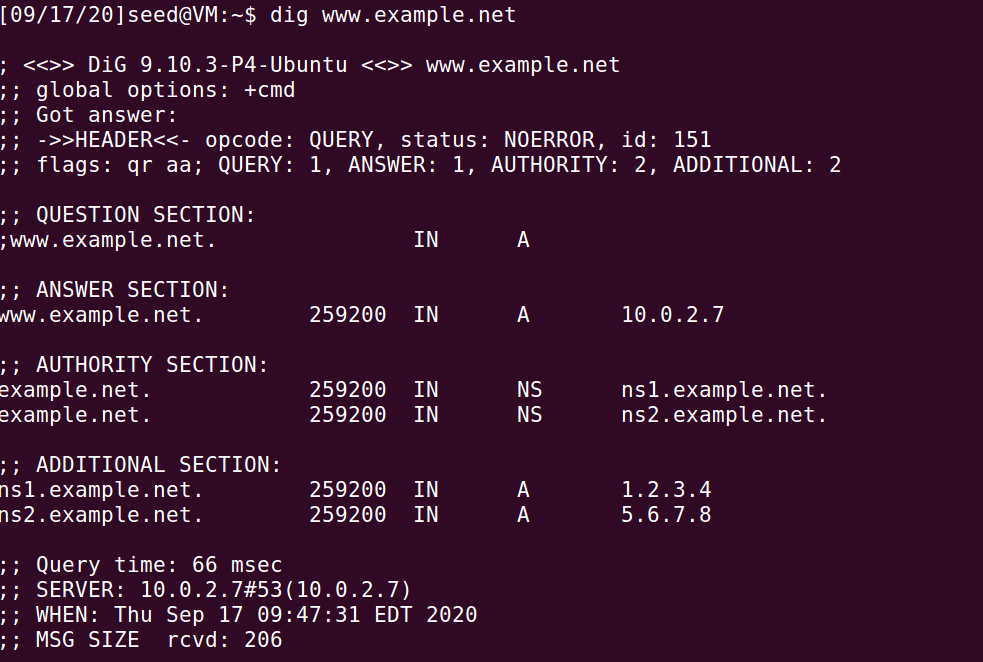 [09/17/20]seed@VM:~$ dig www.example.net
; <<>> DiG 9.10.3-P4-Ubuntu <<>> www.example.net
;; global options: +cmd
;; Got answer:
;; ->>HEADER<<- opcode: QUERY, status: NOERROR, id: 151
;; flags: qr aa; QUERY: 1, ANSWER: 1, AUTHORITY: 2, ADDITIONAL: 2
;; QUESTION SECTION:
;www.example.net. IN A
;; ANSWER SECTION:
www.example.net. 259200 IN A 10.0.2.7
;; AUTHORITY SECTION:
example.net. 259200 IN NS ns1.example.net.
example.net. 259200 IN NS ns2.example.net.
;; ADDITIONAL SECTION:
ns1.example.net. 259200 IN A 1.2.3.4
ns2.example.net. 259200 IN A 5.6.7.8
;; Query time: 66 msec
;; SERVER: 10.0.2.7#53(10.0.2.7)
;; WHEN: Thu Sep 17 09:47:31 EDT 2020
;; MSG SIZE  rcvd: 206